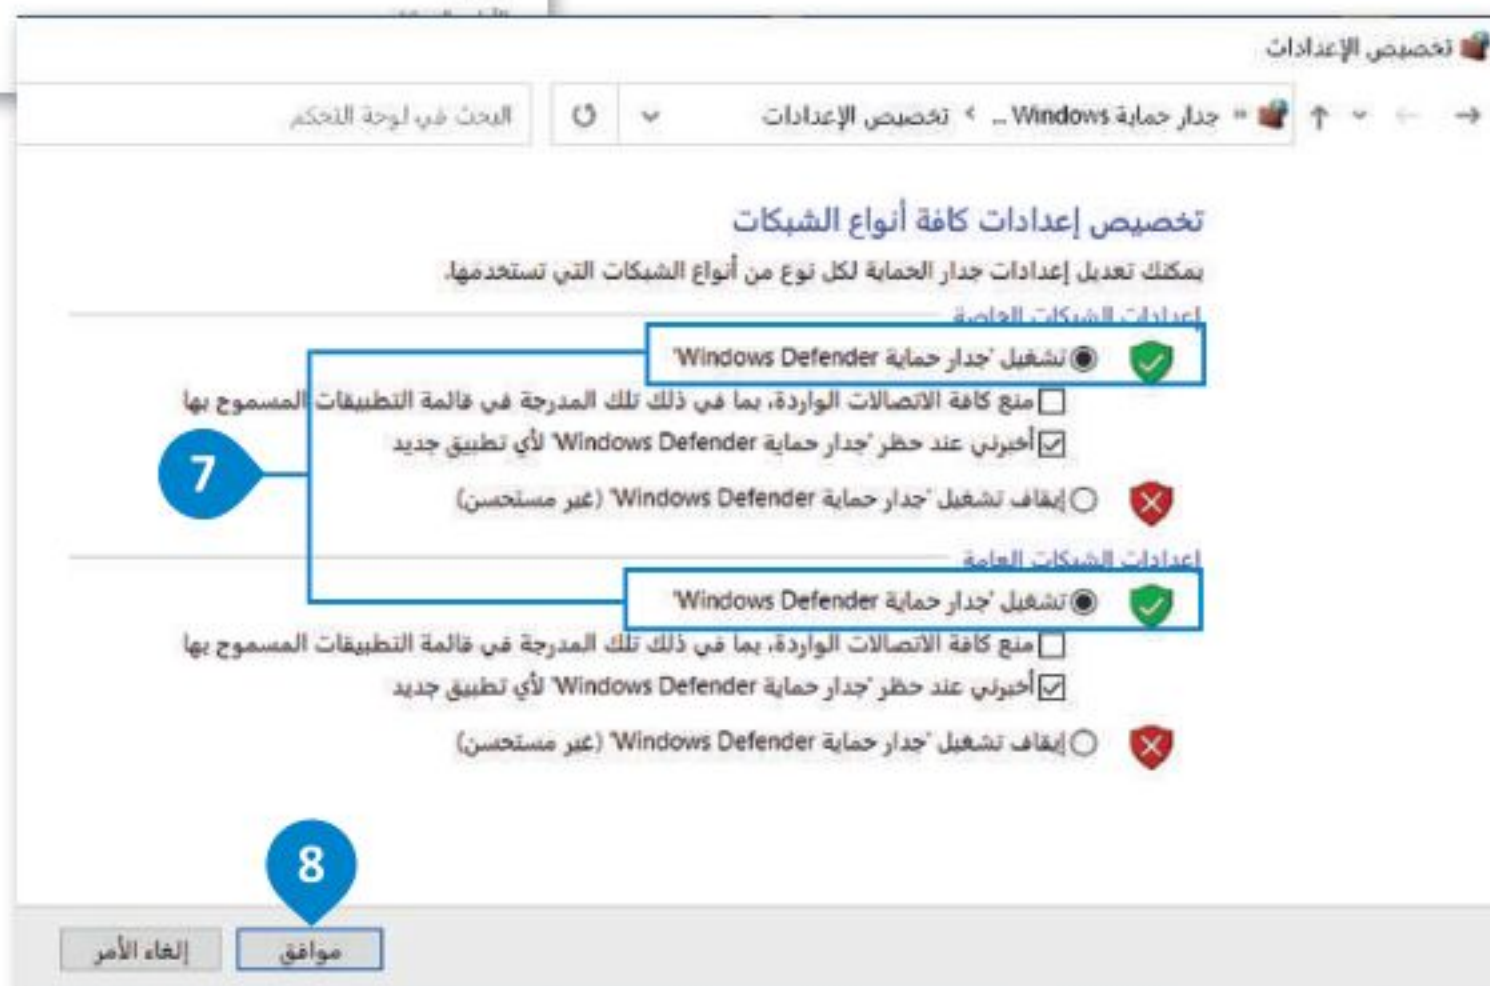 تخصيص الإعدادات
« جدار حماية Windows ... > تخصيص الإعدادات
البحث في لوحة التحكم
تخصيص إعدادات كافة أنواع الشبكات
يمكنك تعديل إعدادات جدار الحماية لكل نوع من أنواع الشبكات التي تستخدمها.
إعدادات الشبكات الخاصة
تشغيل 'جدار حماية Windows Defender'
منع كافة الاتصالات الواردة، بما في ذلك تلك المدرجة في قائمة التطبيقات المسموح بها
أخبرني عند حظر 'جدار حماية Windows Defender' لأي تطبيق جديد
7
إيقاف تشغيل 'جدار حماية Windows Defender' (غير مستحسن)
إعدادات الشبكات العامة
تشغيل 'جدار حماية Windows Defender'
منع كافة الاتصالات الواردة، بما في ذلك تلك المدرجة في قائمة التطبيقات المسموح بها
أخبرني عند حظر 'جدار حماية Windows Defender' لأي تطبيق جديد
إيقاف تشغيل 'جدار حماية Windows Defender' (غير مستحسن)
8
موافق
إلغاء الأمر